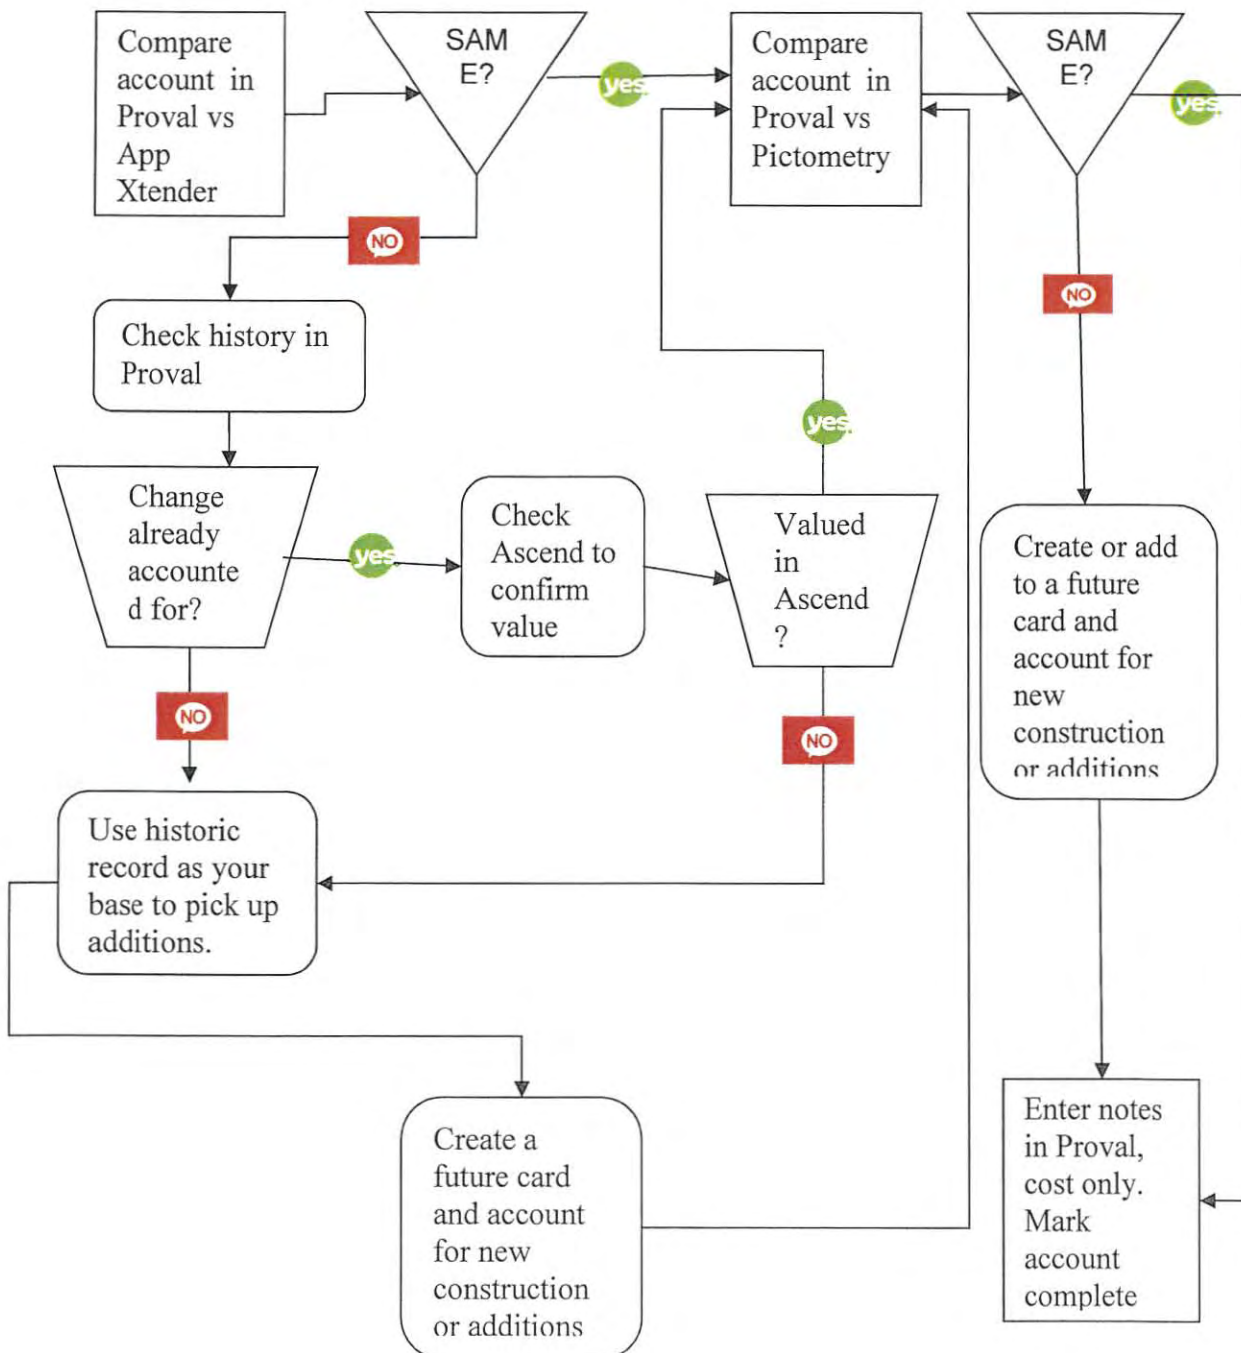 Compare
account in
Proval vs
App
Xtender
SAM
E?
yes
Compare
account in
Proval vs
Pictometry
SAM
E?
yes
NO
NO
Check history in
Proval
yes
Change
already
accounte
d for?
yes
Check
Ascend to
confirm
value
Valued
in
Ascend
?
Create or add
to a future
card and
account for
new
construction
or additions
NO
NO
Use historic
record as your
base to pick up
additions.
Create a
future card
and account
for new
construction
or additions
Enter notes
in Proval,
cost only.
Mark
account
complete